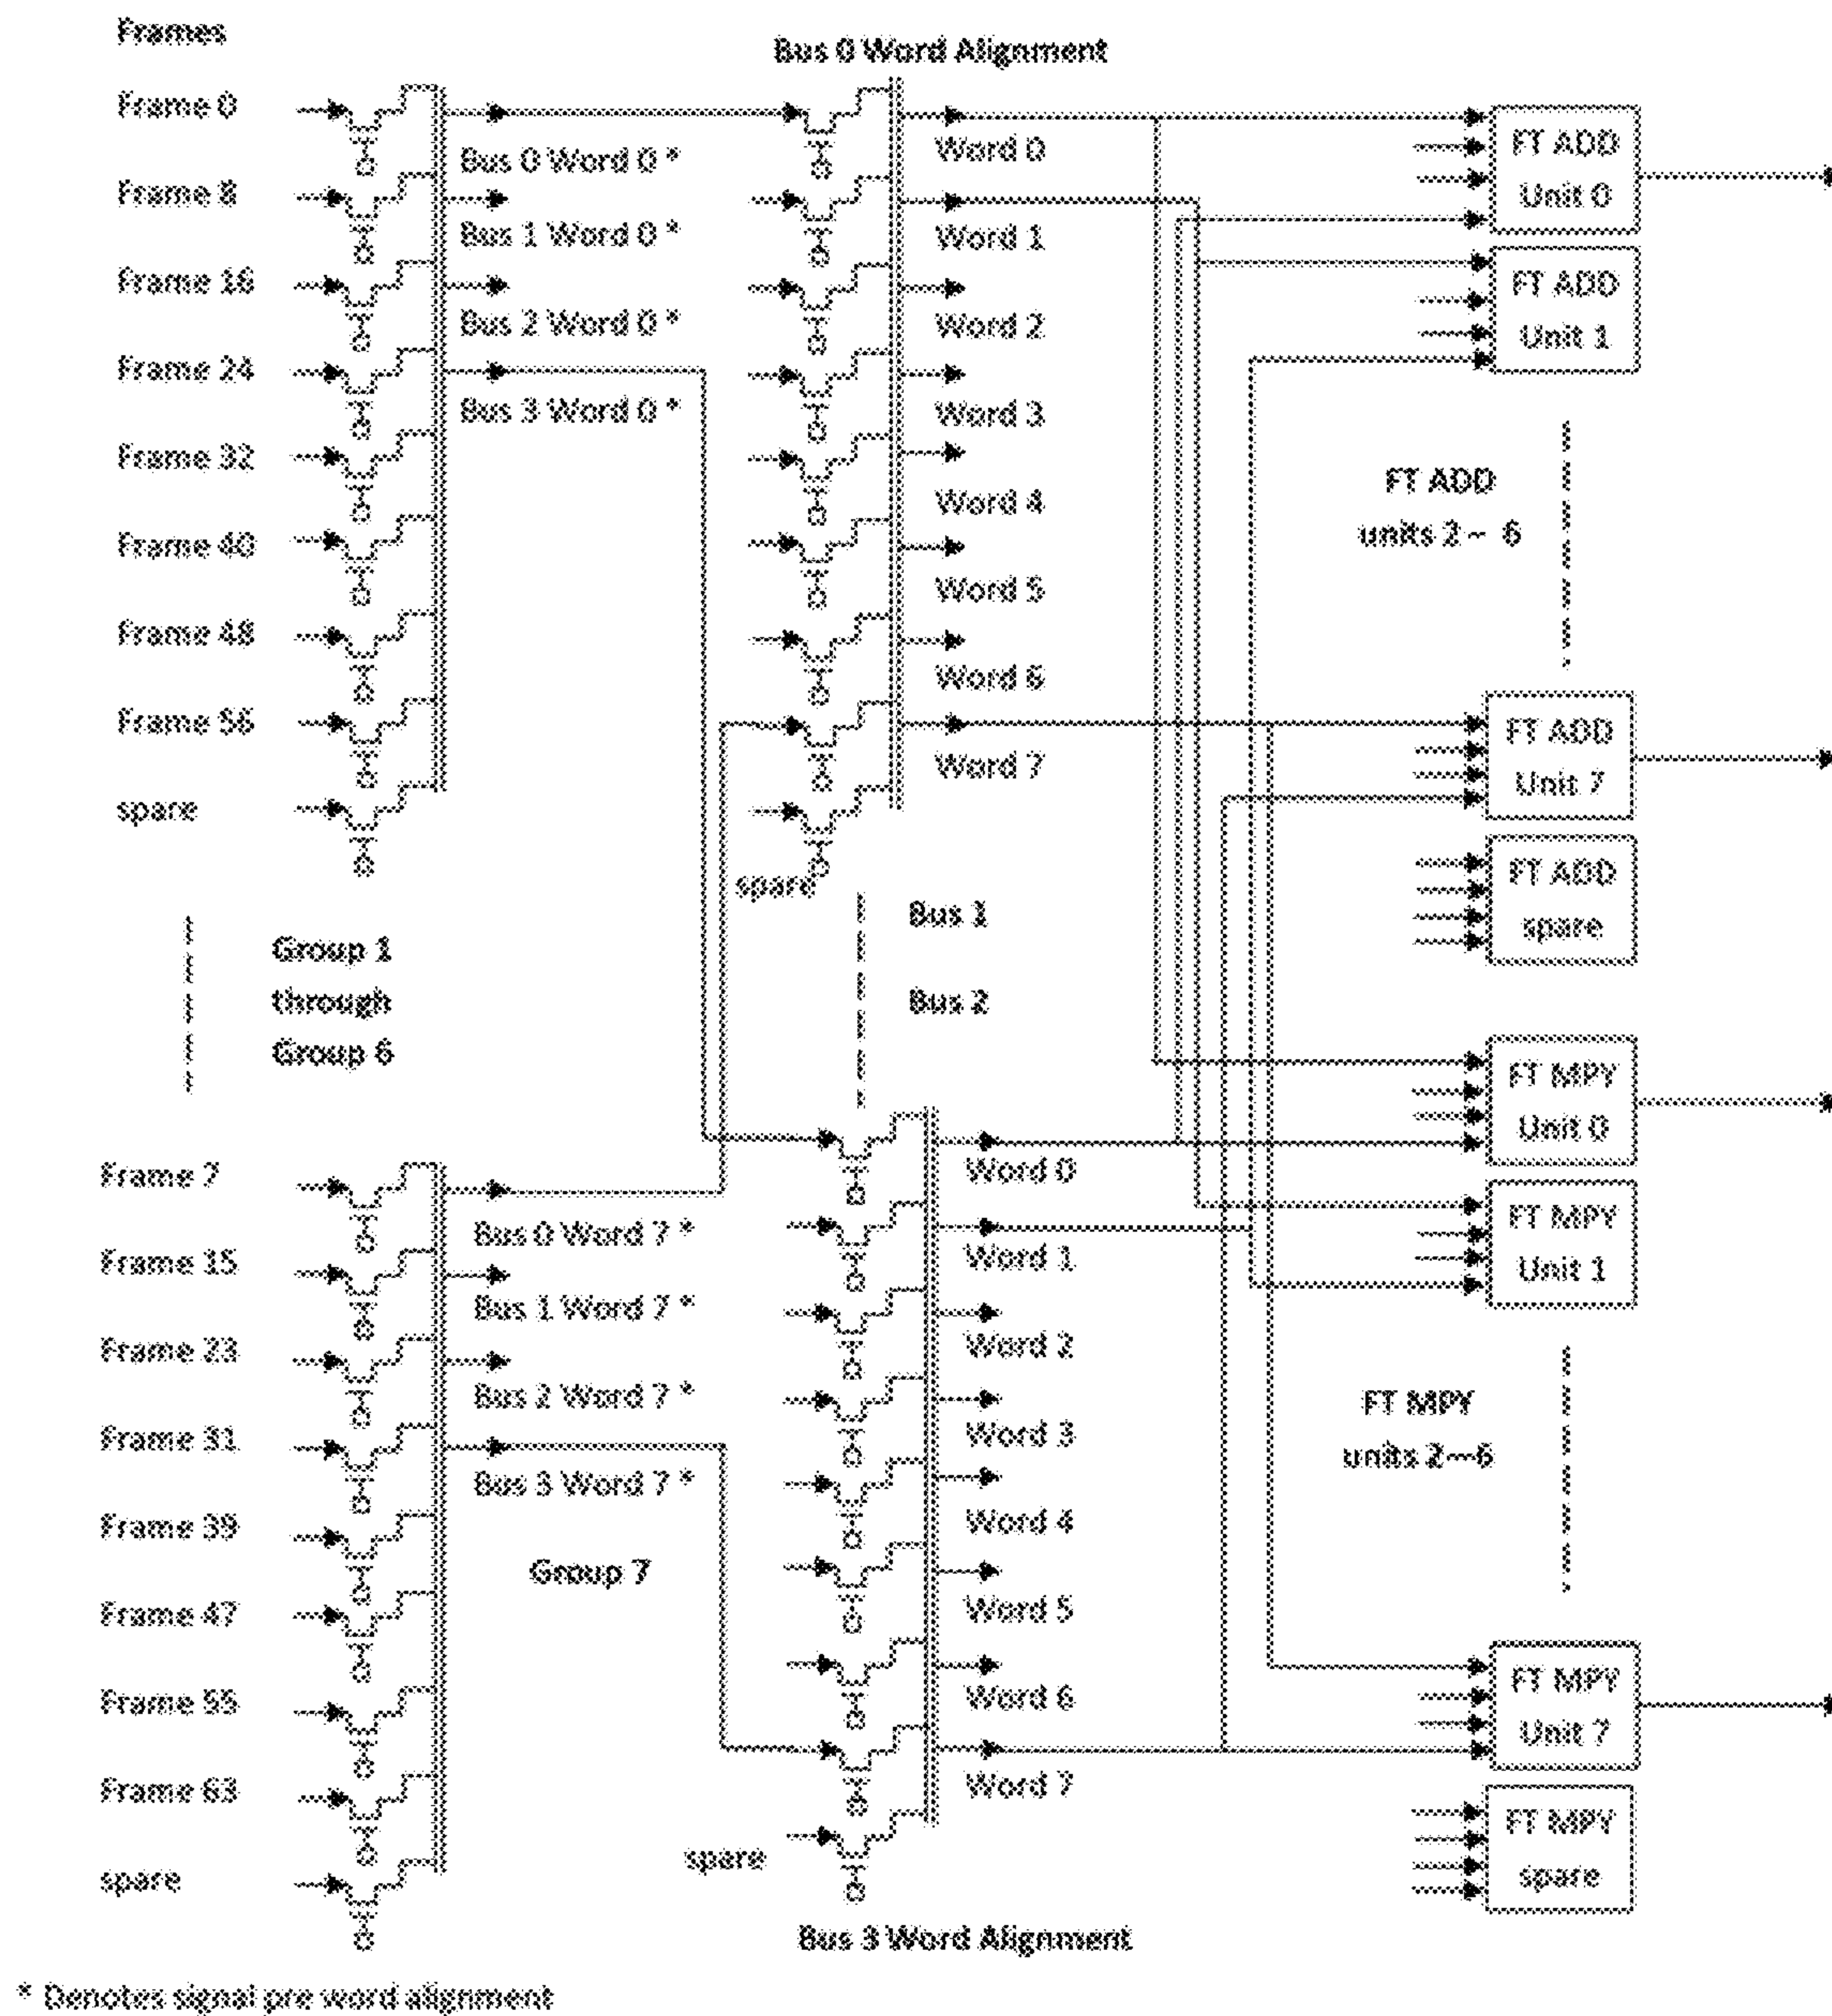 Frames
Frame 0
Frame 8
Frame 16
Frame 24
Frame 32
Frame 40
Frame 48
Frame 56
spare
Bus 0 Word 0 *
Bus 1 Word 0 *
Bus 2 Word 0 *
Bus 3 Word 0 *
Bus 0 Word Alignment
Word 0
Word 1
Word 2
Word 3
Word 4
Word 5
Word 6
Word 7
spare
FT ADD
Unit 0
FT ADD
Unit 1
FT ADD
units 2 – 6
FT ADD
Unit 7
FT ADD
spare
Group 1
through
Group 6
Bus 1
Bus 2
Frame 7
Frame 15
Frame 23
Frame 31
Frame 39
Frame 47
Frame 55
Frame 63
spare
Bus 0 Word 7 *
Bus 1 Word 7 *
Bus 2 Word 7 *
Bus 3 Word 7 *
Group 7
Word 0
Word 1
Word 2
Word 3
Word 4
Word 5
Word 6
Word 7
spare
Bus 3 Word Alignment
FT MPY
Unit 0
FT MPY
Unit 1
FT MPY
units 2—6
FT MPY
Unit 7
FT MPY
spare
* Denotes signal pre word alignment